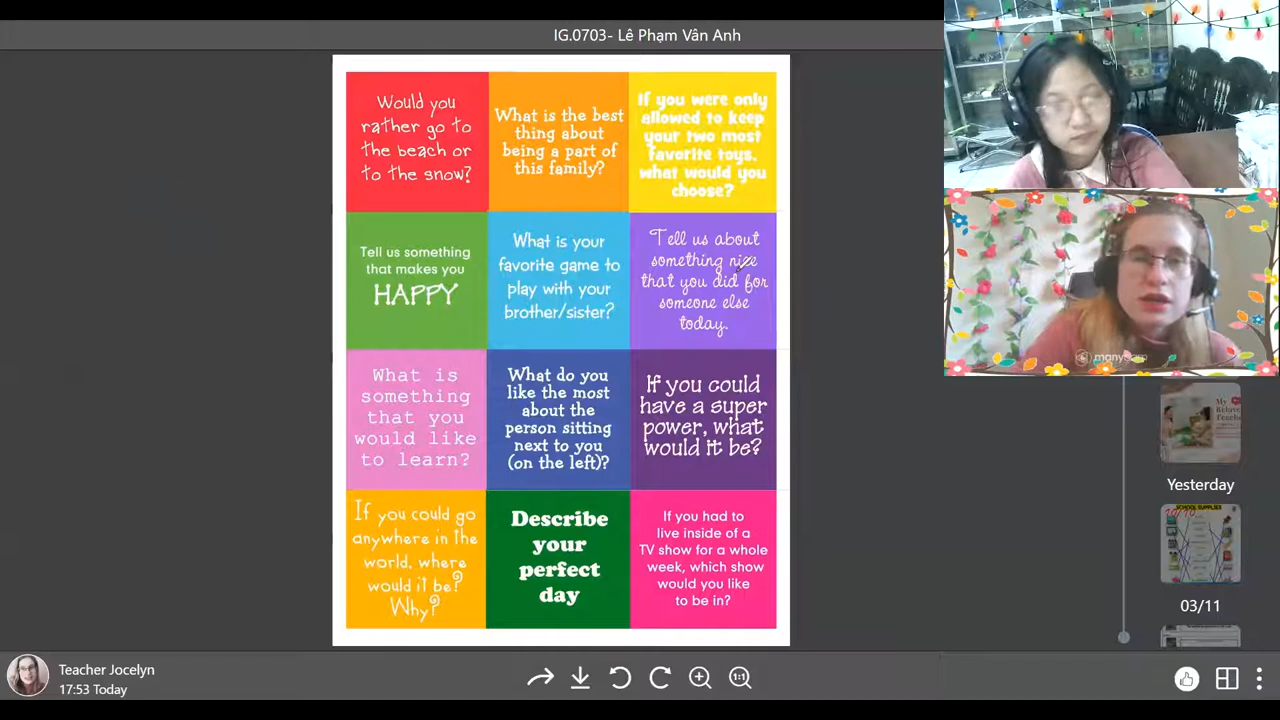 IG.0703- Lê Phạm Vân Anh
Would you
rather go to
the beach or
to the snow?
What is the best
thing about
being a part of
this family?
If you were only
allowed to keep
your two most
favorite toys,
what would you
choose?
Tell us something
that makes you
HAPPY
What is your
favorite game to
play with your
brother/sister?
Tell us about
something nice
that you did for
someone else
today.
What is
something
that you
would like
to learn?
What do you
like the most
about the
person sitting
next to you
(on the left)?
If you could
have a super
power, what
would it be?
If you could go
anywhere in the
world, where
would it be?
Why?
Describe
your
perfect
day
If you had to
live inside of a
TV show for a whole
week, which show
would you like
to be in?
My
Yesterday
SCHOOL SUPPLIES
10/10
03/11
Teacher Jocelyn
17:53 Today
1:1